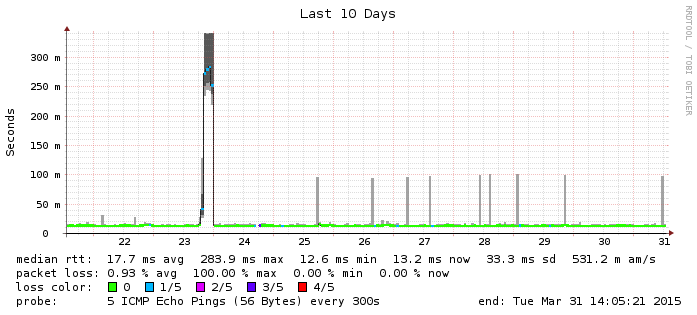 Last 10 Days
RRDTOOL / TOBI OETIKER
Seconds
300 m
250 m
200 m
150 m
100 m
50 m
0
22 23 24 25 26 27 28 29 30 31
median rtt: 17.7 ms avg 283.9 ms max 12.6 ms min 13.2 ms now 33.3 ms sd 531.2 m am/s
packet loss: 0.93 % avg 100.00 % max 0.00 % min 0.00 % now
loss color: 0 1/5 2/5 3/5 4/5
probe: 5 ICMP Echo Pings (56 Bytes) every 300s end: Tue Mar 31 14:05:21 2015